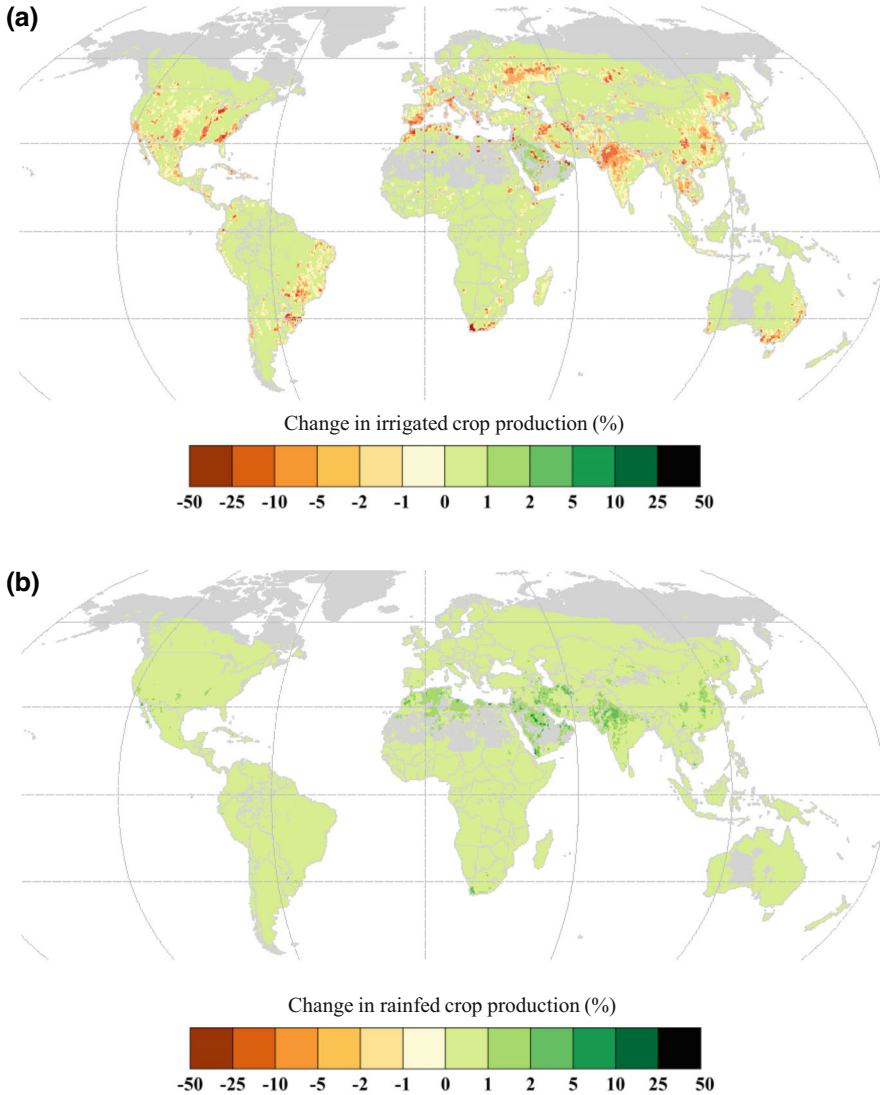 (a)
Change in irrigated crop production (%)
-50 -25 -10 -5 -2 -1 0 1 2 5 10 25 50
(b)
Change in rainfed crop production (%)
-50 -25 -10 -5 -2 -1 0 1 2 5 10 25 50